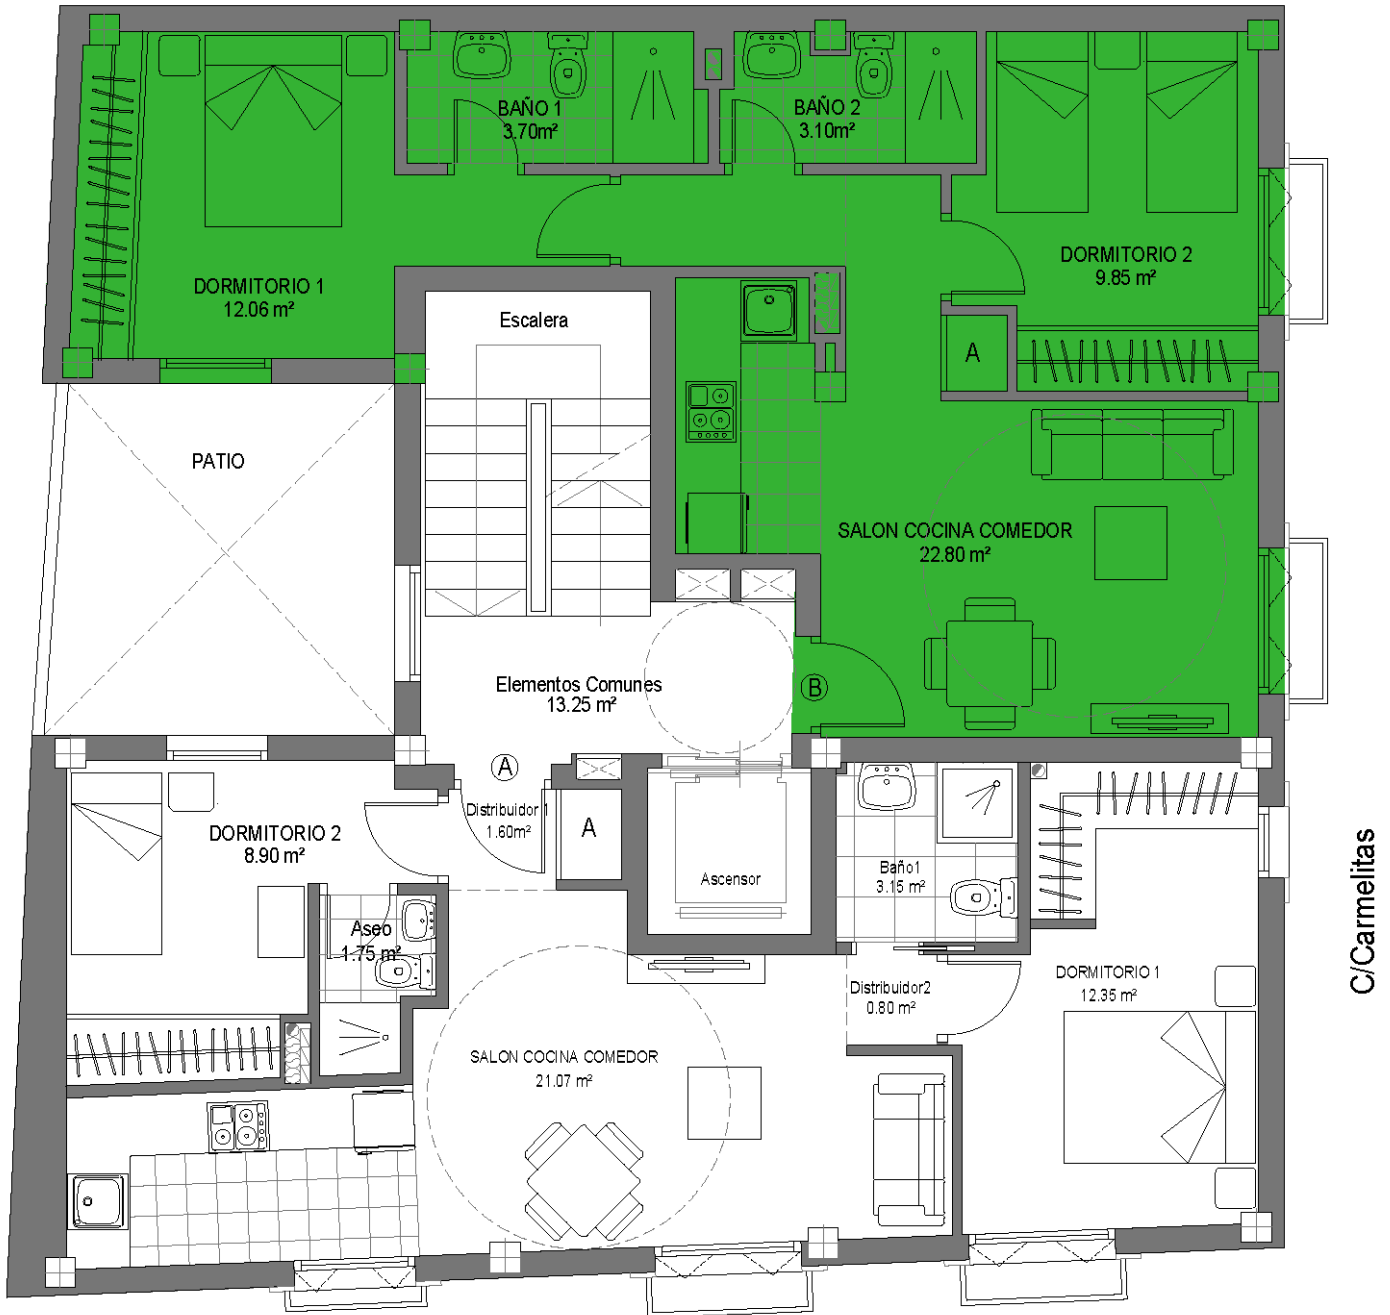 BAÑO 1
3.70m²
BAÑO 2
3.10m²
DORMITORIO 1
12.06 m²
DORMITORIO 2
9.85 m²
Escalera
A
PATIO
SALON COCINA COMEDOR
22.80 m²
Elementos Comunes
13.25 m²
B
A
Distribuidor 1
1.60m²
A
DORMITORIO 2
8.90 m²
Ascensor
Baño1
3.15 m²
Aseo
1.75 m²
Distribuidor2
0.80 m²
DORMITORIO 1
12.35 m²
SALON COCINA COMEDOR
21.07 m²
C/Carmelitas